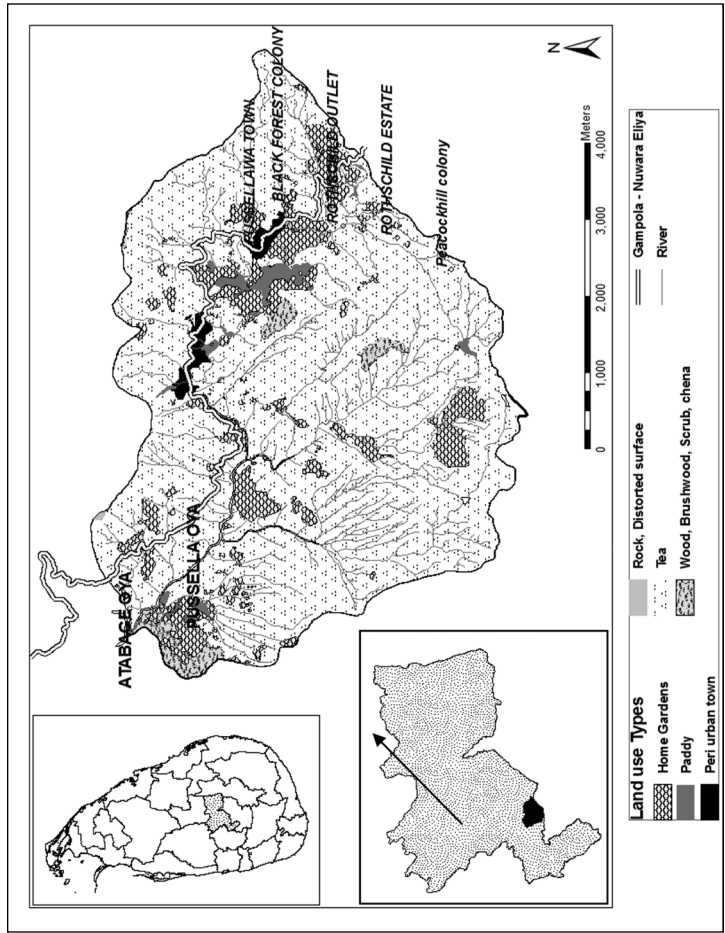 N
ATABAGE OYA
PUSSELLA OYA
PUSSELLAWA TOWN
BLACK FOREST COLONY
ROTHSCHILD OUTLET
ROTHSCHILD ESTATE
Peacockhill colony
Meters
0 1,000 2,000 3,000 4,000
Land use Types
Home Gardens
Paddy
Peri urban town
Rock, Distorted surface
Tea
Wood, Brushwood, Scrub, chena
Gampola - Nuwara Eliya
River